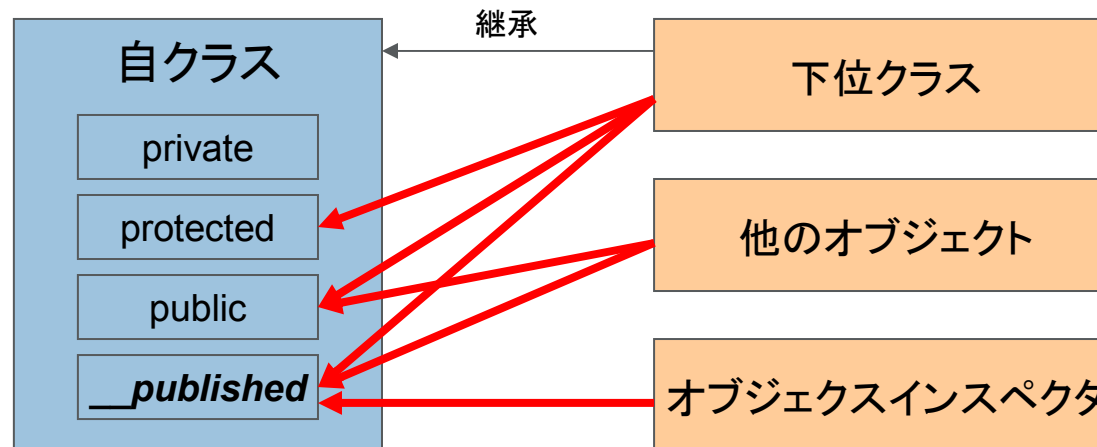 継承
自クラス
private
protected
public
__published
下位クラス
他のオブジェクト
オブジェクスインスペクタ